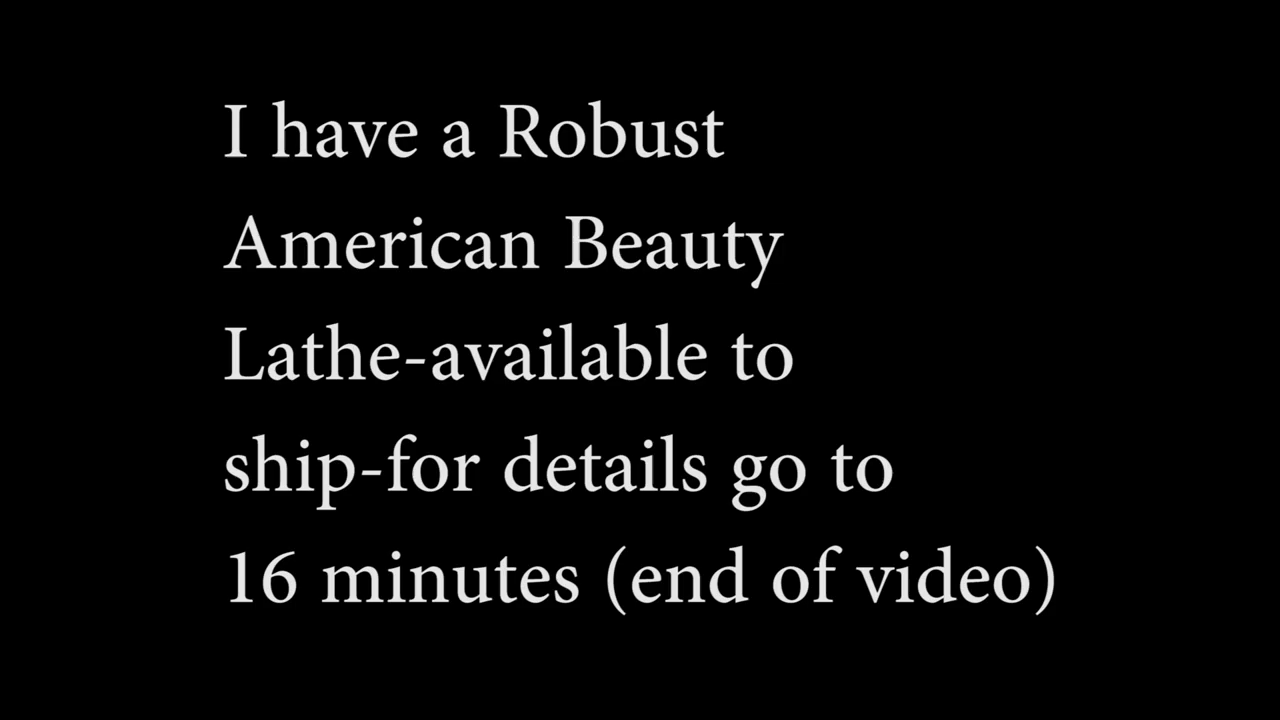 I have a Robust
American Beauty
Lathe-available to
ship-for details go to
16 minutes (end of video)